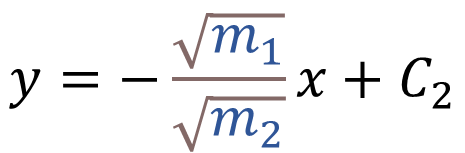 y = −√m₁/√m₂ x + C₂